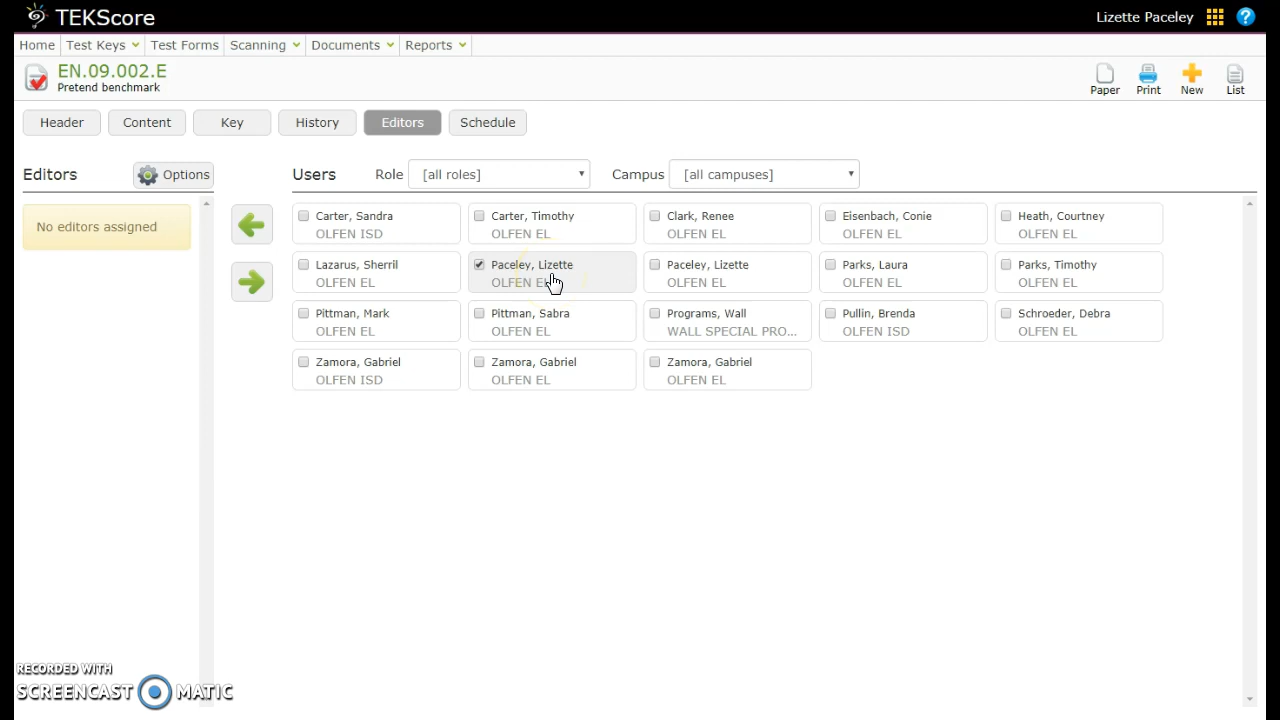 TEKScore
Lizette Paceley
?
Home
Test Keys
Test Forms
Scanning
Documents
Reports
EN.09.002.E
Pretend benchmark
Paper
Print
New
List
Header
Content
Key
History
Editors
Schedule
Editors
Options
Users
Role
[all roles]
Campus
[all campuses]
No editors assigned
Carter, Sandra
OLFEN ISD
Carter, Timothy
OLFEN EL
Clark, Renee
OLFEN EL
Eisenbach, Conie
OLFEN EL
Heath, Courtney
OLFEN EL
Lazarus, Sherril
OLFEN EL
Paceley, Lizette
OLFEN EL
Paceley, Lizette
OLFEN EL
Parks, Laura
OLFEN EL
Parks, Timothy
OLFEN EL
Pittman, Mark
OLFEN EL
Pittman, Sabra
OLFEN EL
Programs, Wall
WALL SPECIAL PRO...
Pullin, Brenda
OLFEN ISD
Schroeder, Debra
OLFEN EL
Zamora, Gabriel
OLFEN ISD
Zamora, Gabriel
OLFEN EL
Zamora, Gabriel
OLFEN EL
RECORDED WITH
SCREENCAST MATIC